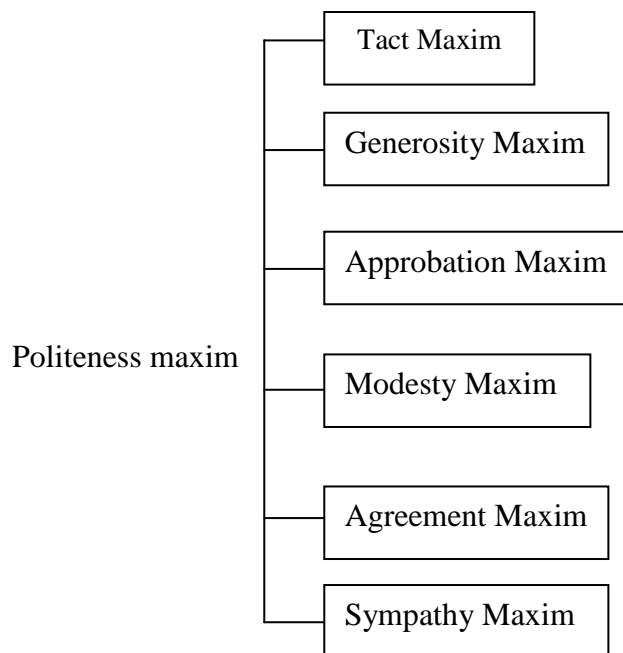 Tact Maxim
Generosity Maxim
Approbation Maxim
Politeness maxim
Modesty Maxim
Agreement Maxim
Sympathy Maxim